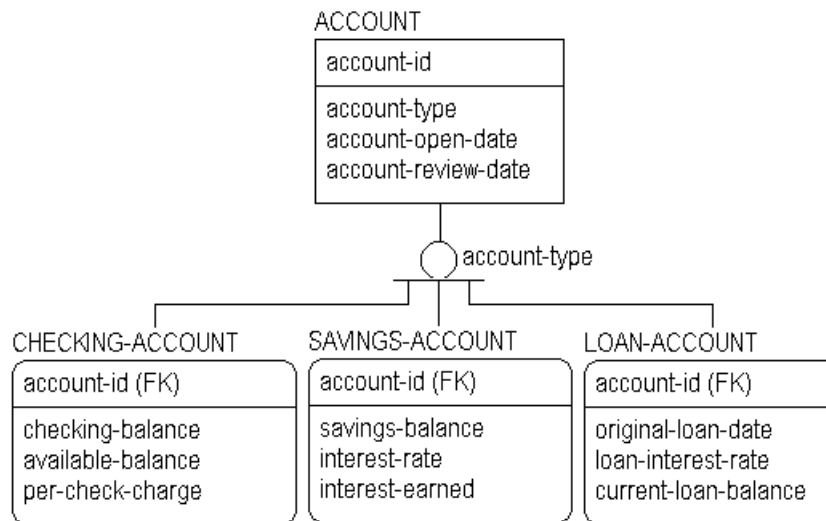 ACCOUNT
account-id
account-type
account-open-date
account-review-date
account-type
CHECKING-ACCOUNT
account-id (FK)
checking-balance
available-balance
per-check-charge
SAVINGS-ACCOUNT
account-id (FK)
savings-balance
interest-rate
interest-earned
LOAN-ACCOUNT
account-id (FK)
original-loan-date
loan-interest-rate
current-loan-balance